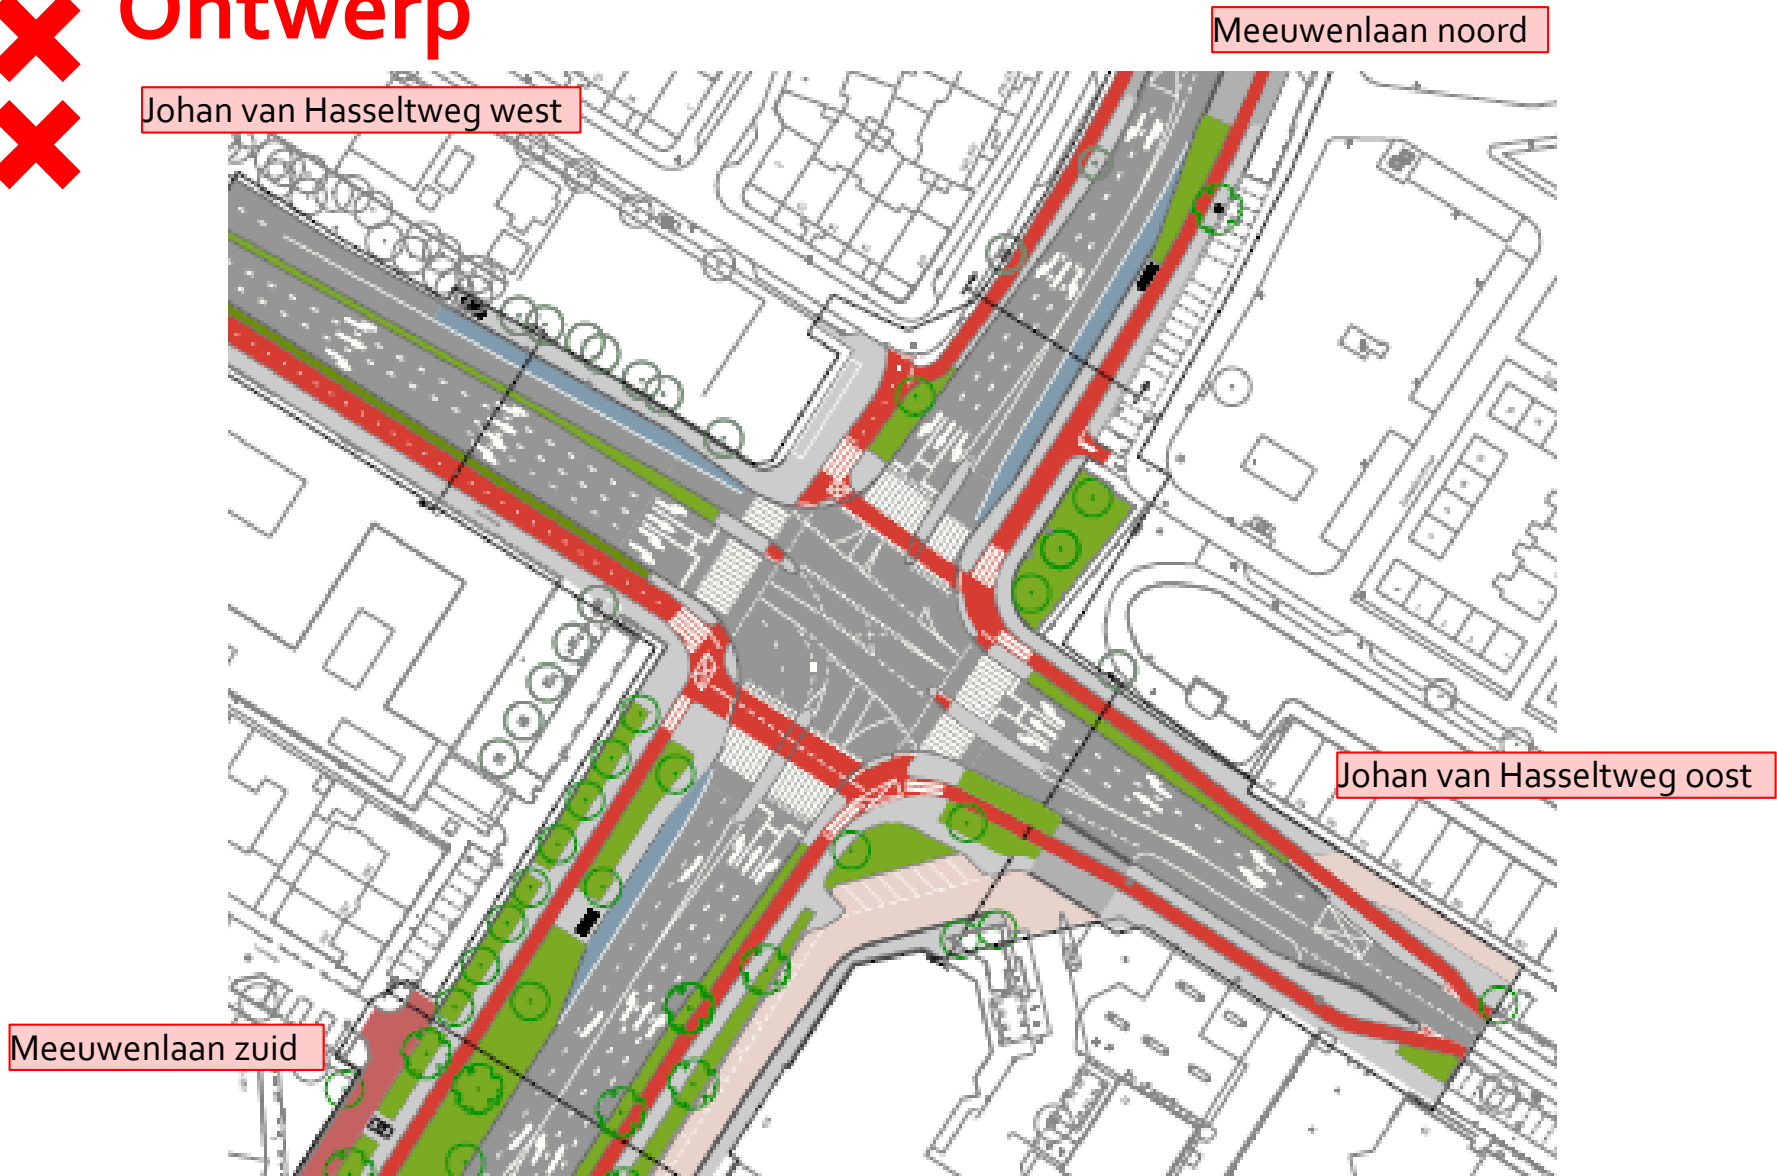 Ontwerp
Meeuwenlaan noord
Johan van Hasseltweg west
Johan van Hasseltweg oost
Meeuwenlaan zuid